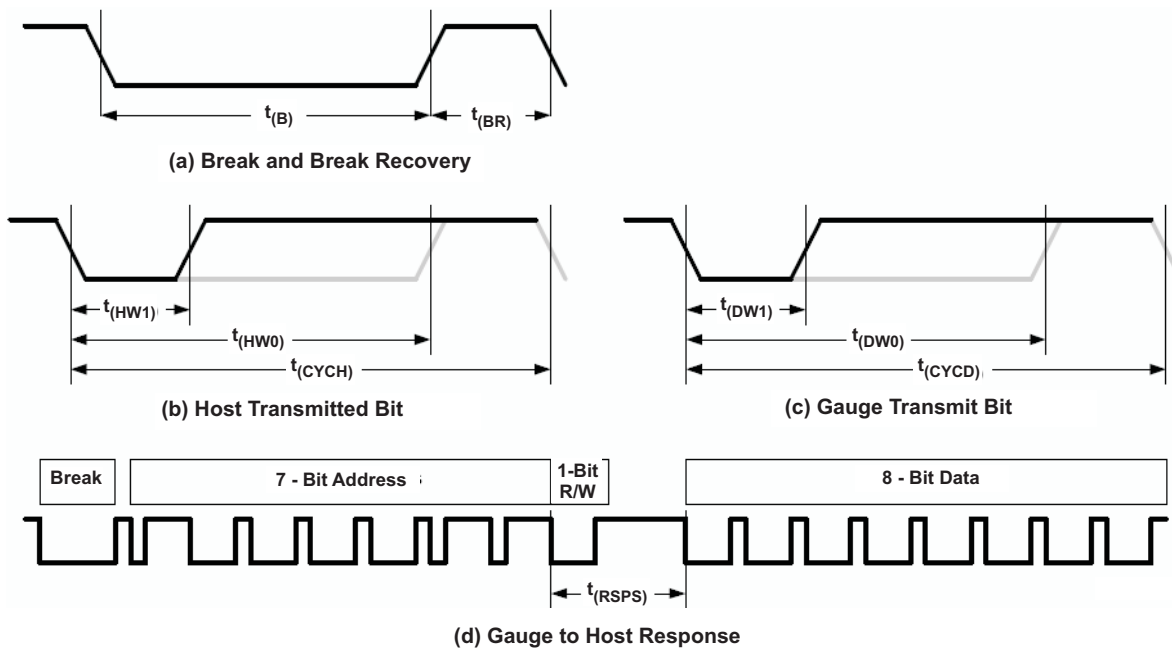 t(B)
t(BR)
(a) Break and Break Recovery
t(HW1)
t(HW0)
t(CYCH)
(b) Host Transmitted Bit
t(DW1)
t(DW0)
t(CYCD)
(c) Gauge Transmit Bit
Break
7 - Bit Address
1-Bit
R/W
8 - Bit Data
t(RSPS)
(d) Gauge to Host Response